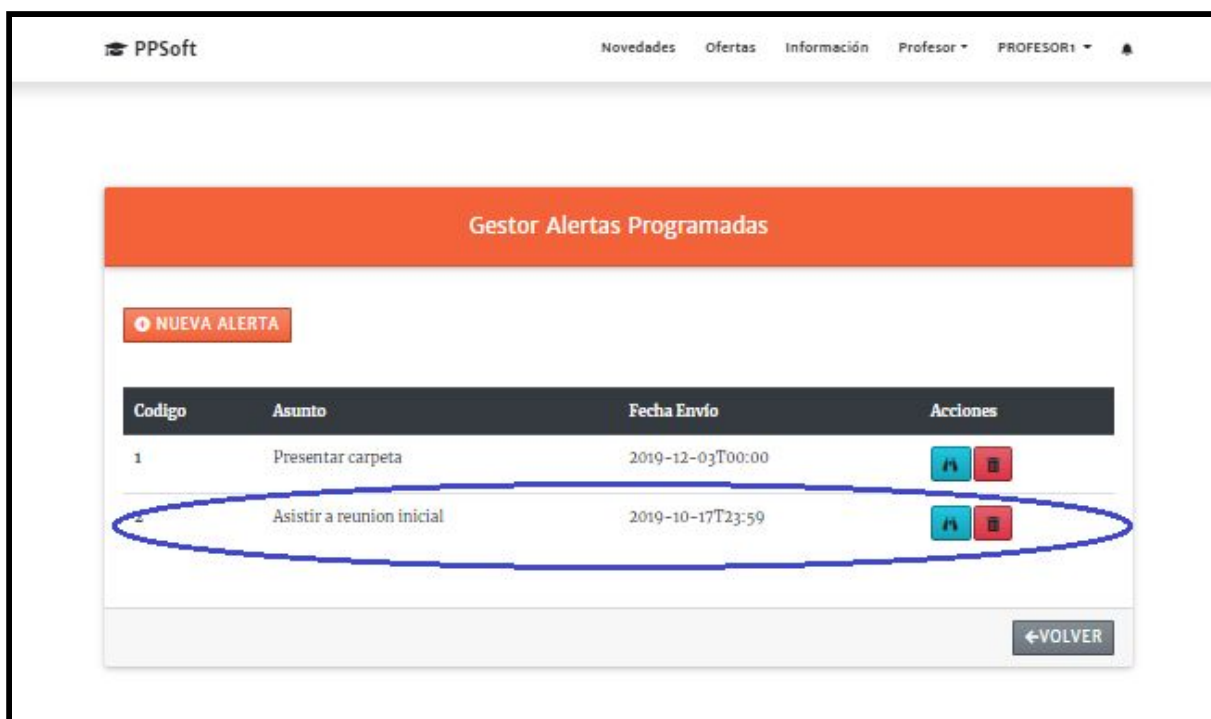 PPSoft Novedades Ofertas Información Profesor PROFESOR1
Gestor Alertas Programadas
NUEVA ALERTA
Codigo Asunto Fecha Envío Acciones
1 Presentar carpeta 2019-12-03T00:00
2 Asistir a reunion inicial 2019-10-17T23:59
VOLVER